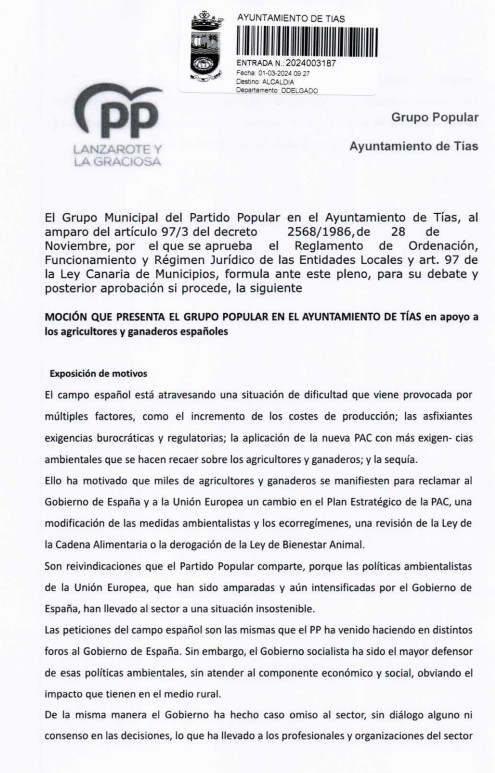 AYUNTAMIENTO DE TIAS
ENTRADA N.: 2024003187
Fecha: 01-03-2024 09:27
Destino: ALCALDIA
Departamento: DDELGADO
PP
LANZAROTE Y
LA GRACIOSA
Grupo Popular
Ayuntamiento de Tías
El Grupo Municipal del Partido Popular en el Ayuntamiento de Tías, al
amparo del artículo 97/3 del decreto 2568/1986, de 28 de
Noviembre, por el que se aprueba el Reglamento de Ordenación,
Funcionamiento y Régimen Jurídico de las Entidades Locales y art. 97 de
la Ley Canaria de Municipios, formula ante este pleno, para su debate y
posterior aprobación si procede, la siguiente
MOCIÓN QUE PRESENTA EL GRUPO POPULAR EN EL AYUNTAMIENTO DE TÍAS en apoyo a
los agricultores y ganaderos españoles
Exposición de motivos
El campo español está atravesando una situación de dificultad que viene provocada por
múltiples factores, como el incremento de los costes de producción; las asfixiantes
exigencias burocráticas y regulatorias; la aplicación de la nueva PAC con más exigen- cias
ambientales que se hacen recaer sobre los agricultores y ganaderos; y la sequía.
Ello ha motivado que miles de agricultores y ganaderos se manifiesten para reclamar al
Gobierno de España y a la Unión Europea un cambio en el Plan Estratégico de la PAC, una
modificación de las medidas ambientalistas y los ecorregímenes, una revisión de la Ley de
la Cadena Alimentaria o la derogación de la Ley de Bienestar Animal.
Son reivindicaciones que el Partido Popular comparte, porque las políticas ambientalistas
de la Unión Europea, que han sido amparadas y aún intensificadas por el Gobierno de
España, han llevado al sector a una situación insostenible.
Las peticiones del campo español son las mismas que el PP ha venido haciendo en distintos
foros al Gobierno de España. Sin embargo, el Gobierno socialista ha sido el mayor defensor
de esas políticas ambientales, sin atender al componente económico y social, obviando el
impacto que tienen en el medio rural.
De la misma manera el Gobierno ha hecho caso omiso al sector, sin diálogo alguno ni
consenso en las decisiones, lo que ha llevado a los profesionales y organizaciones del sector